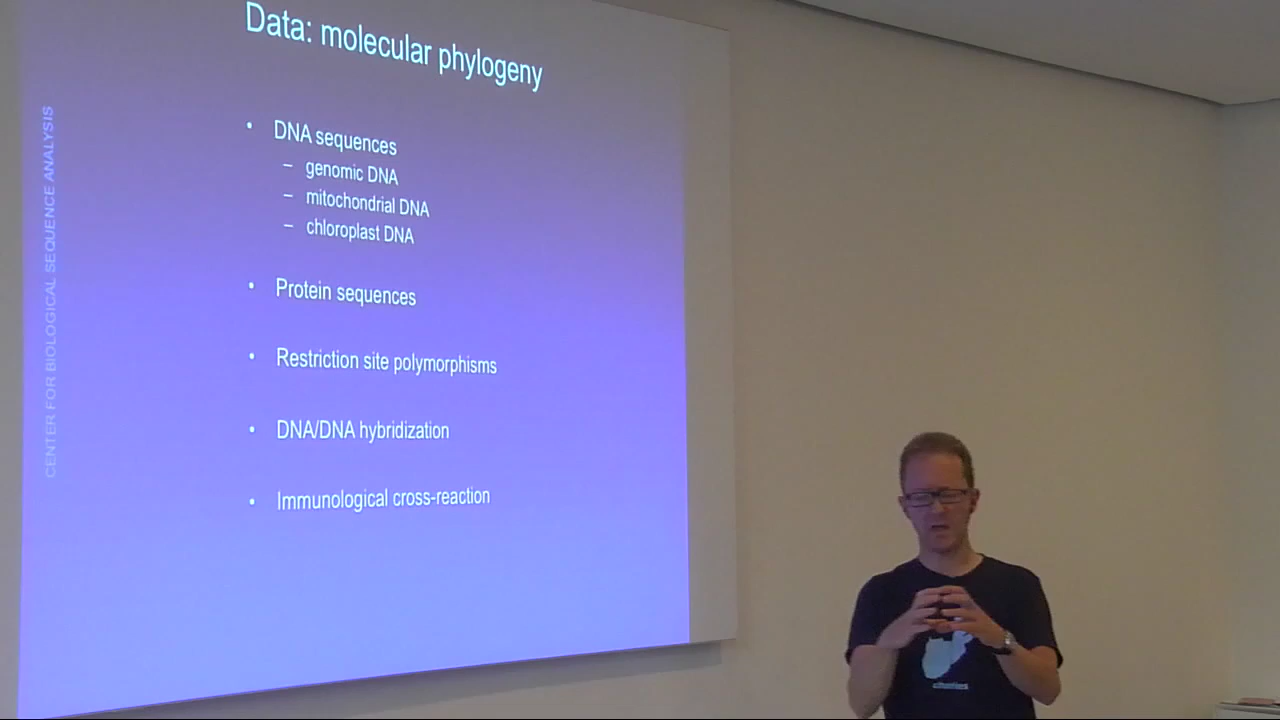 Data: molecular phylogeny
CENTER FOR BIOLOGICAL SEQUENCE ANALYSIS
• DNA sequences
– genomic DNA
– mitochondrial DNA
– chloroplast DNA
• Protein sequences
• Restriction site polymorphisms
• DNA/DNA hybridization
• Immunological cross-reaction